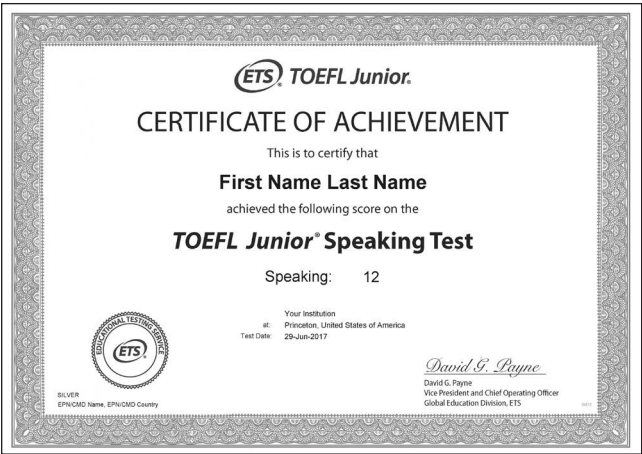 ETS® TOEFL Junior®
CERTIFICATE OF ACHIEVEMENT
This is to certify that
First Name Last Name
achieved the following score on the
TOEFL Junior® Speaking Test
Speaking: 12
Your Institution
at: Princeton, United States of America
Test Date: 29-Jun-2017
EDUCATIONAL TESTING SERVICE
ETS®
SILVER
EPN/CMD Name, EPN/CMD Country
David G. Payne
David G. Payne
Vice President and Chief Operating Officer
Global Education Division, ETS